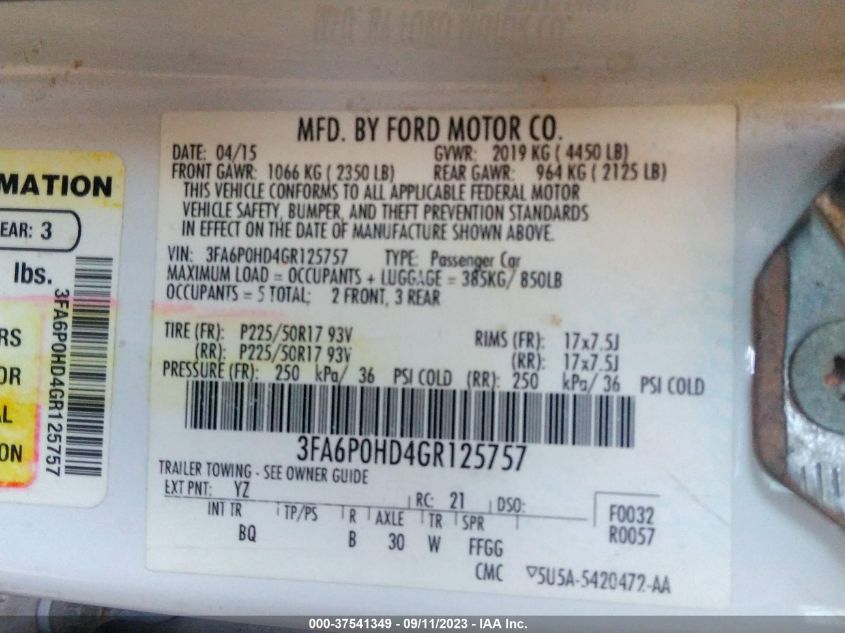 MFD. BY FORD MOTOR CO.
DATE: 04/15 GVWR: 2019 KG ( 4450 LB)
FRONT GAWR: 1066 KG ( 2350 LB) REAR GAWR: 964 KG ( 2125 LB)
THIS VEHICLE CONFORMS TO ALL APPLICABLE FEDERAL MOTOR
VEHICLE SAFETY, BUMPER, AND THEFT PREVENTION STANDARDS
IN EFFECT ON THE DATE OF MANUFACTURE SHOWN ABOVE.
VIN: 3FA6P0HD4GR125757 TYPE: Passenger Car
MAXIMUM LOAD = OCCUPANTS + LUGGAGE = 385KG/ 850LB
OCCUPANTS = 5 TOTAL; 2 FRONT, 3 REAR
TIRE (FR): P225/50R17 93V RIMS (FR): 17x7.5J
(RR): P225/50R17 93V (RR): 17x7.5J
PRESSURE (FR): 250 kPa/ 36 PSI COLD (RR): 250 kPa/ 36 PSI COLD
3FA6P0HD4GR125757
TRAILER TOWING - SEE OWNER GUIDE
EXT PNT: YZ RC: 21 DSO:
INT TR TP/PS R AXLE TR SPR
BQ B 30 W FFGG
F0032
R0057
CMC ▽5U5A-5420472-AA
MATION
EAR: 3
lbs.
3FA6P0HD4GR125757
RS
OR
AL
ON
000-37541349 - 09/11/2023 - IAA Inc.